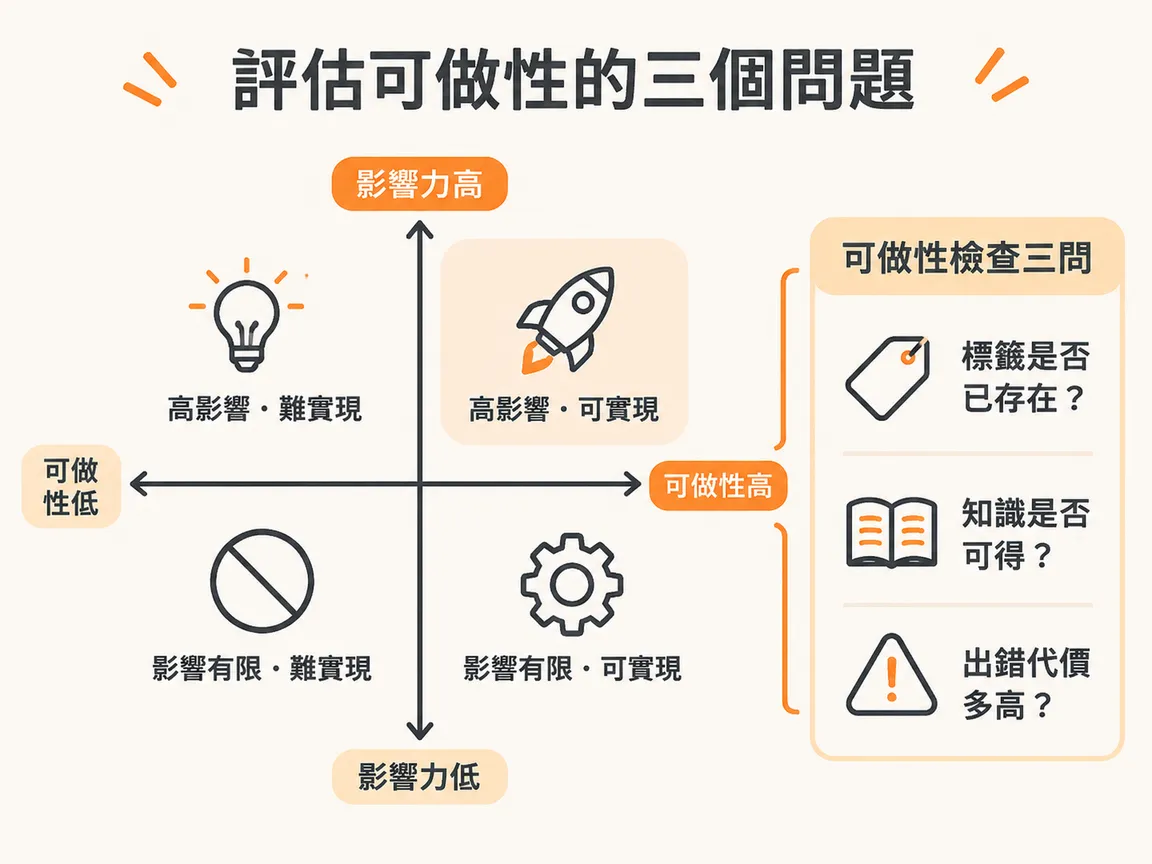 評估可做性的三個問題
影響力高
高影響・難實現
高影響・可實現
可做
性低
可做性高
影響有限・難實現
影響有限・可實現
影響力低
可做性檢查三問
標籤是否
已存在？
知識是否
可得？
出錯代價
多高？